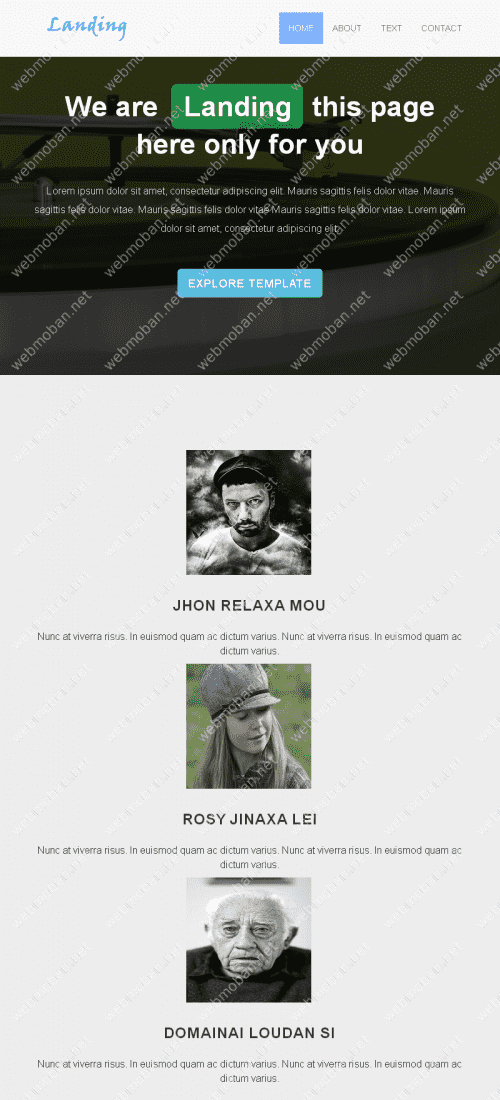 Landing
HOME ABOUT TEXT CONTACT
We are Landing this page
here only for you
Lorem ipsum dolor sit amet, consectetur adipiscing elit. Mauris sagittis felis dolor vitae. Mauris
sagittis felis dolor vitae. Mauris sagittis felis dolor vitae Mauris sagittis felis dolor vitae. Lorem ipsum
dolor sit amet, consectetur adipiscing elit.
EXPLORE TEMPLATE
JHON RELAXA MOU
Nunc at viverra risus. In euismod quam ac dictum varius. Nunc at viverra risus. In euismod quam ac
dictum varius.
ROSY JINAXA LEI
Nunc at viverra risus. In euismod quam ac dictum varius. Nunc at viverra risus. In euismod quam ac
dictum varius.
DOMAINAI LOUDAN SI
Nunc at viverra risus. In euismod quam ac dictum varius. Nunc at viverra risus. In euismod quam ac
dictum varius.
webmoban.net